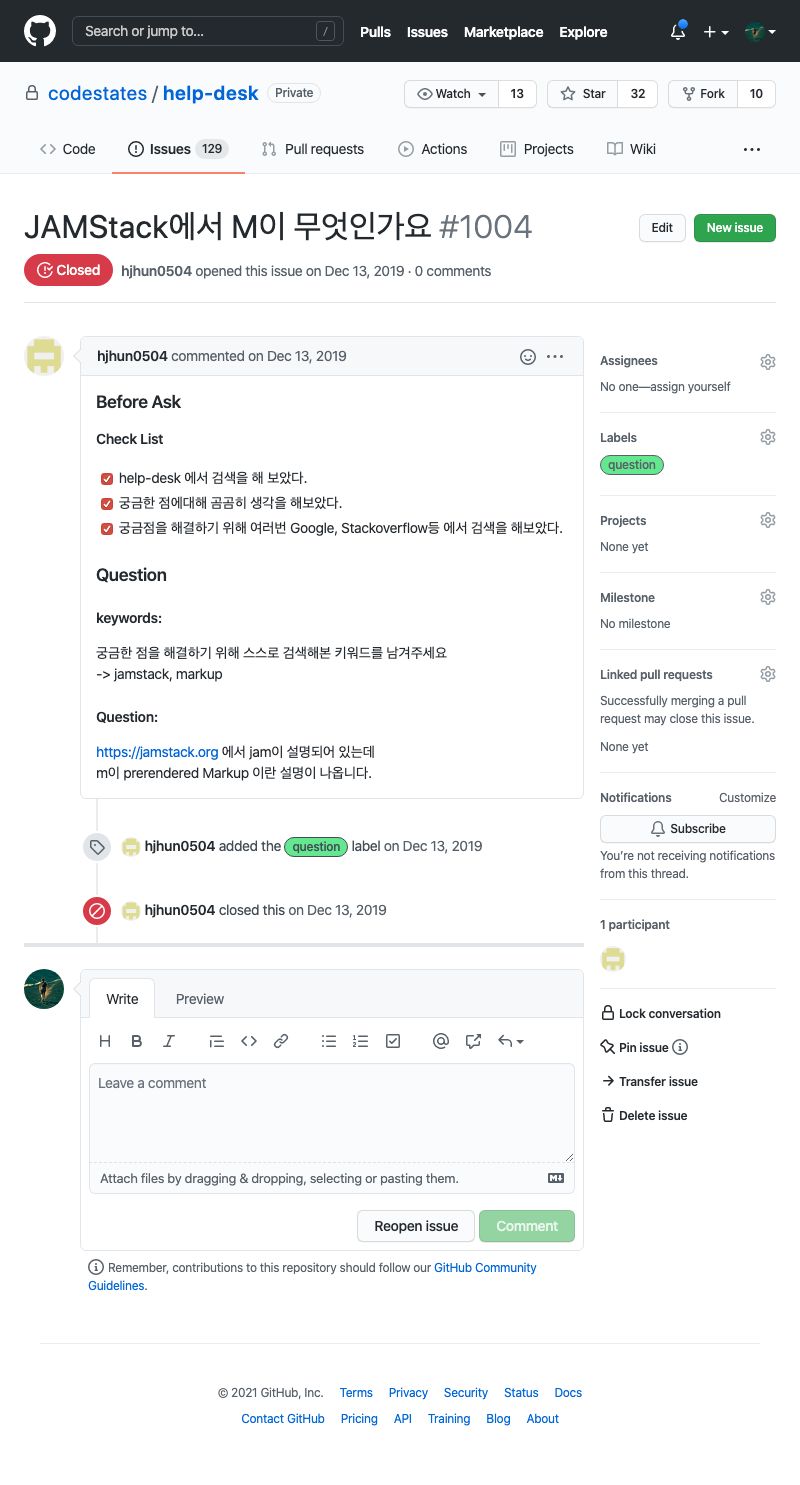 Search or jump to... /
Pulls Issues Marketplace Explore
codestates / help-desk Private
Watch 13 Star 32 Fork 10
Code Issues 129 Pull requests Actions Projects Wiki ...
JAMStack에서 M이 무엇인가요 #1004
Edit New issue
Closed hjhun0504 opened this issue on Dec 13, 2019 · 0 comments
hjhun0504 commented on Dec 13, 2019 ...
Before Ask
Check List
help-desk 에서 검색을 해 보았다.
궁금한 점에대해 곰곰히 생각을 해보았다.
궁금점을 해결하기 위해 여러번 Google, Stackoverflow등 에서 검색을 해보았다.
Question
keywords:
궁금한 점을 해결하기 위해 스스로 검색해본 키워드를 남겨주세요
-> jamstack, markup
Question:
https://jamstack.org 에서 jam이 설명되어 있는데
m이 prerendered Markup 이란 설명이 나옵니다.
hjhun0504 added the question label on Dec 13, 2019
hjhun0504 closed this on Dec 13, 2019
Write Preview
H B I
Leave a comment
Attach files by dragging & dropping, selecting or pasting them.
Reopen issue Comment
Remember, contributions to this repository should follow our GitHub Community
Guidelines.
Assignees
No one—assign yourself
Labels
question
Projects
None yet
Milestone
No milestone
Linked pull requests
Successfully merging a pull
request may close this issue.
None yet
Notifications Customize
Subscribe
You're not receiving notifications
from this thread.
1 participant
Lock conversation
Pin issue
Transfer issue
Delete issue
© 2021 GitHub, Inc. Terms Privacy Security Status Docs
Contact GitHub Pricing API Training Blog About